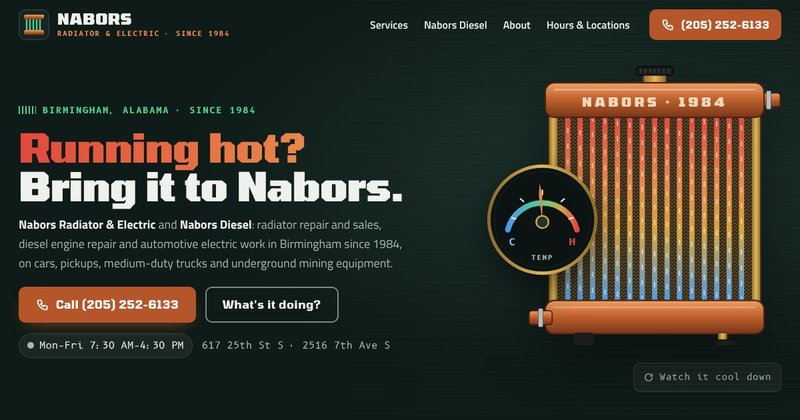 NABORS
RADIATOR & ELECTRIC · SINCE 1984
Services
Nabors Diesel
About
Hours & Locations
(205) 252-6133
BIRMINGHAM, ALABAMA · SINCE 1984
Running hot?
Bring it to Nabors.
Nabors Radiator & Electric and Nabors Diesel: radiator repair and sales,
diesel engine repair and automotive electric work in Birmingham since 1984,
on cars, pickups, medium-duty trucks and underground mining equipment.
Call (205) 252-6133
What's it doing?
Mon-Fri 7:30 AM-4:30 PM
617 25th St S · 2516 7th Ave S
NABORS · 1984
C
H
TEMP
Watch it cool down